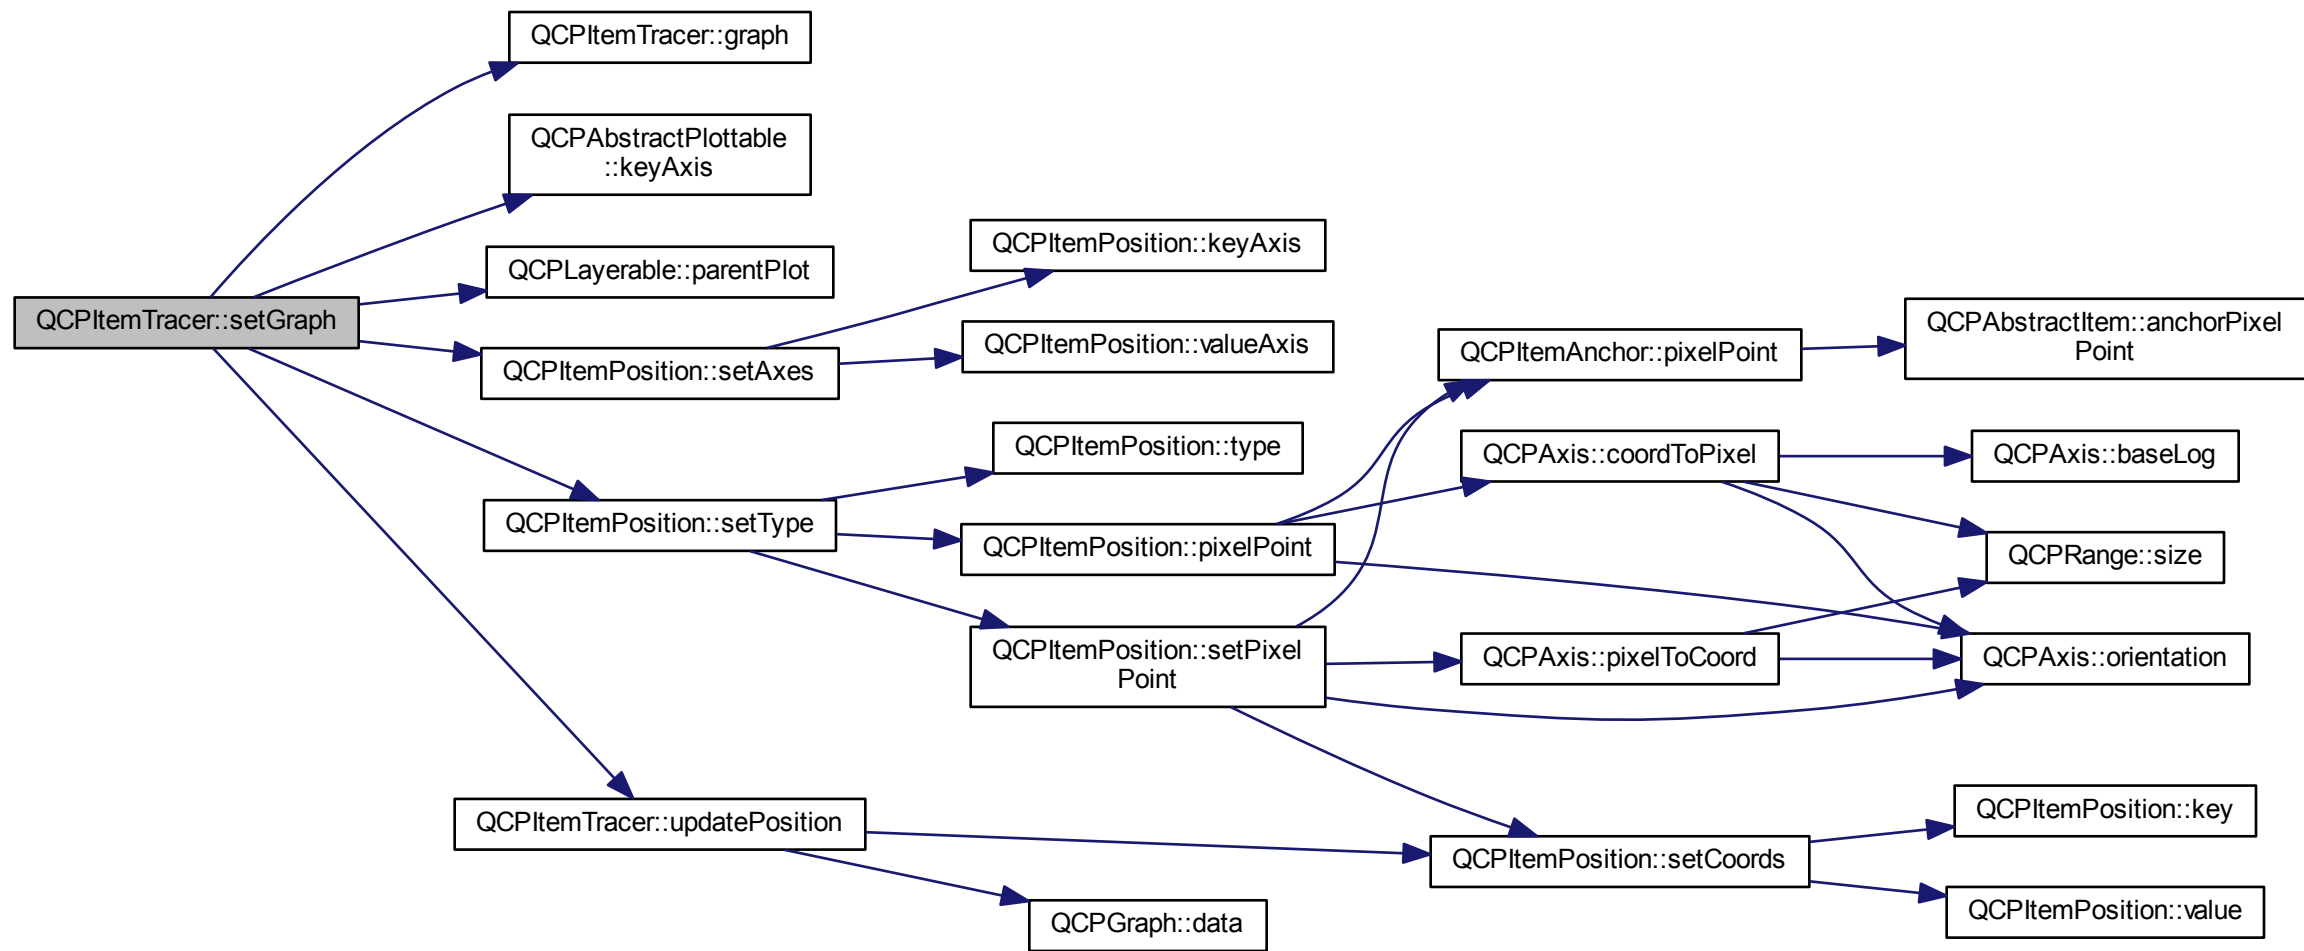 QCPItemTracer::graph
QCPAbstractPlottable
::keyAxis
QCPItemPosition::keyAxis
QCPLayerable::parentPlot
QCPItemTracer::setGraph
QCPItemPosition::valueAxis
QCPItemPosition::setAxes
QCPItemAnchor::pixelPoint
QCPAbstractItem::anchorPixel
Point
QCPItemPosition::type
QCPAxis::coordToPixel
QCPAxis::baseLog
QCPItemPosition::setType
QCPItemPosition::pixelPoint
QCPRange::size
QCPItemPosition::setPixel
Point
QCPAxis::pixelToCoord
QCPAxis::orientation
QCPItemTracer::updatePosition
QCPItemPosition::key
QCPItemPosition::setCoords
QCPGraph::data
QCPItemPosition::value